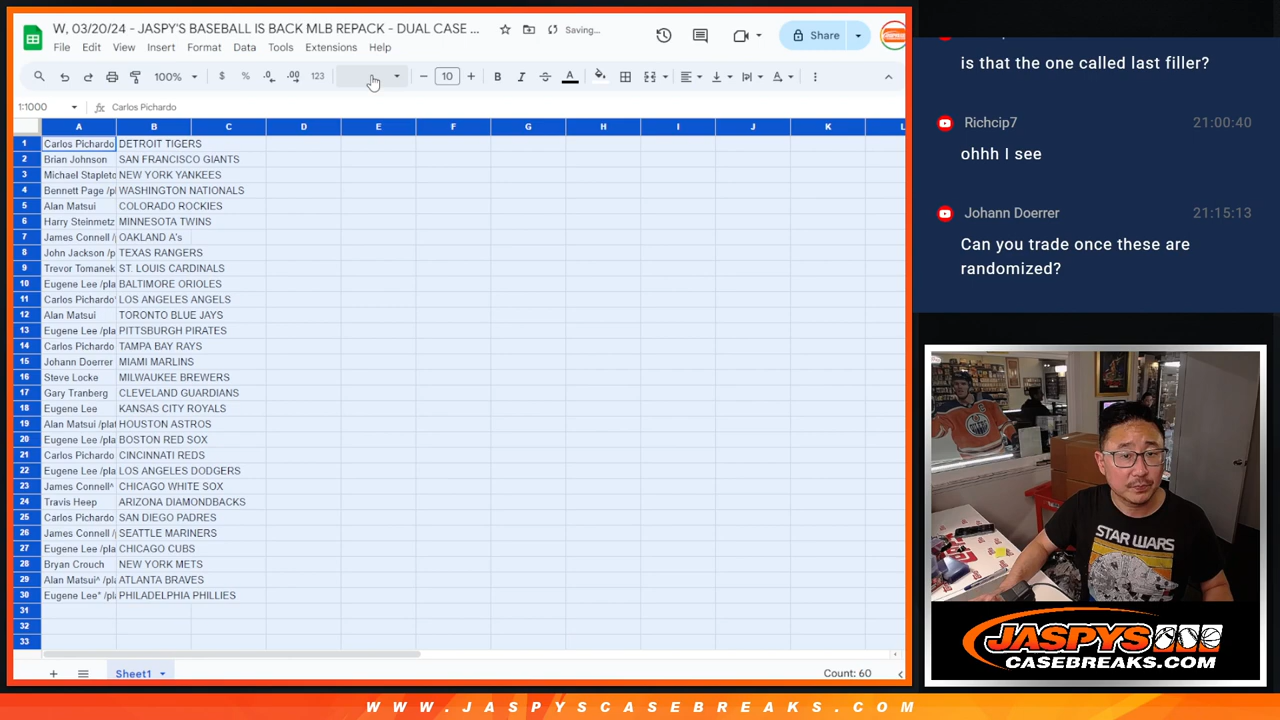 W, 03/20/24 - JASPY'S BASEBALL IS BACK MLB REPACK - DUAL CASE ...
Saving...
File Edit View Insert Format Data Tools Extensions Help
Share
100% $ % .0 .00 123 10 B I A
1:1000 fx Carlos Pichardo
A B C D E F G H I J K L
1 Carlos Pichardo DETROIT TIGERS
2 Brian Johnson SAN FRANCISCO GIANTS
3 Michael Stapleto NEW YORK YANKEES
4 Bennett Page /pl WASHINGTON NATIONALS
5 Alan Matsui COLORADO ROCKIES
6 Harry Steinmetz MINNESOTA TWINS
7 James Connell / OAKLAND A's
8 John Jackson /p TEXAS RANGERS
9 Trevor Tomanek ST. LOUIS CARDINALS
10 Eugene Lee /pla BALTIMORE ORIOLES
11 Carlos Pichardo LOS ANGELES ANGELS
12 Alan Matsui TORONTO BLUE JAYS
13 Eugene Lee /pla PITTSBURGH PIRATES
14 Carlos Pichardo TAMPA BAY RAYS
15 Johann Doerrer MIAMI MARLINS
16 Steve Locke MILWAUKEE BREWERS
17 Gary Tranberg CLEVELAND GUARDIANS
18 Eugene Lee KANSAS CITY ROYALS
19 Alan Matsui /plat HOUSTON ASTROS
20 Eugene Lee /pla BOSTON RED SOX
21 Carlos Pichardo CINCINNATI REDS
22 Eugene Lee /pla LOS ANGELES DODGERS
23 James Connell^ CHICAGO WHITE SOX
24 Travis Heep ARIZONA DIAMONDBACKS
25 Carlos Pichardo SAN DIEGO PADRES
26 James Connell / SEATTLE MARINERS
27 Eugene Lee /pla CHICAGO CUBS
28 Bryan Crouch NEW YORK METS
29 Alan Matsui^ /pla ATLANTA BRAVES
30 Eugene Lee* /pla PHILADELPHIA PHILLIES
31
32
33
Sheet1
Count: 60
is that the one called last filler?
Richcip7 21:00:40
ohhh I see
Johann Doerrer 21:15:13
Can you trade once these are
randomized?
STAR WARS
JASPYS
CASEBREAKS.COM
WWW.JASPYSCASEBREAKS.COM